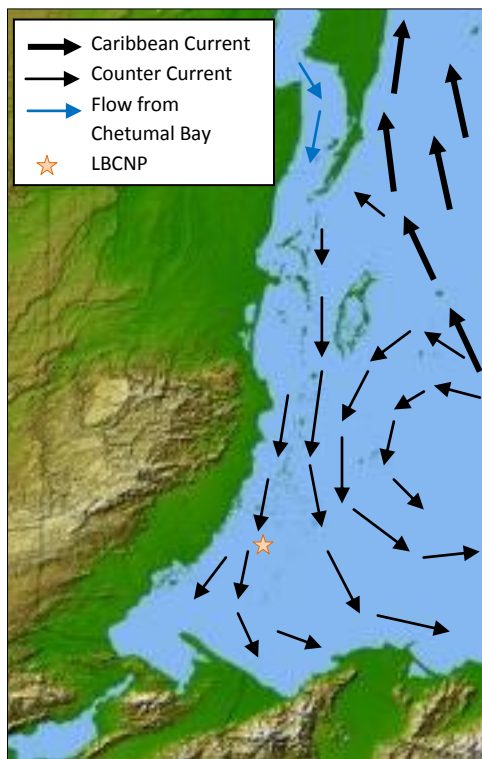 Caribbean Current
Counter Current
Flow from
Chetumal Bay
LBCNP